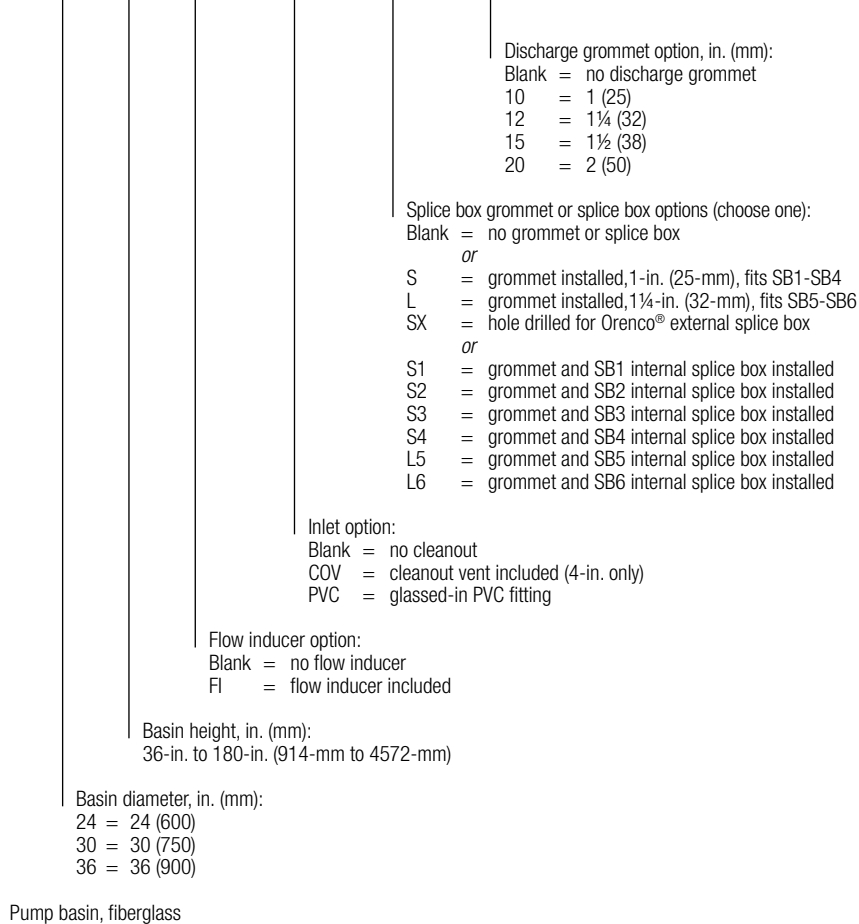 Discharge grommet option, in. (mm):
Blank = no discharge grommet
10 = 1 (25)
12 = 1¼ (32)
15 = 1½ (38)
20 = 2 (50)
Splice box grommet or splice box options (choose one):
Blank = no grommet or splice box
or
S = grommet installed,1-in. (25-mm), fits SB1-SB4
L = grommet installed,1¼-in. (32-mm), fits SB5-SB6
SX = hole drilled for Orenco® external splice box
or
S1 = grommet and SB1 internal splice box installed
S2 = grommet and SB2 internal splice box installed
S3 = grommet and SB3 internal splice box installed
S4 = grommet and SB4 internal splice box installed
L5 = grommet and SB5 internal splice box installed
L6 = grommet and SB6 internal splice box installed
Inlet option:
Blank = no cleanout
COV = cleanout vent included (4-in. only)
PVC = glassed-in PVC fitting
Flow inducer option:
Blank = no flow inducer
FI = flow inducer included
Basin height, in. (mm):
36-in. to 180-in. (914-mm to 4572-mm)
Basin diameter, in. (mm):
24 = 24 (600)
30 = 30 (750)
36 = 36 (900)
Pump basin, fiberglass